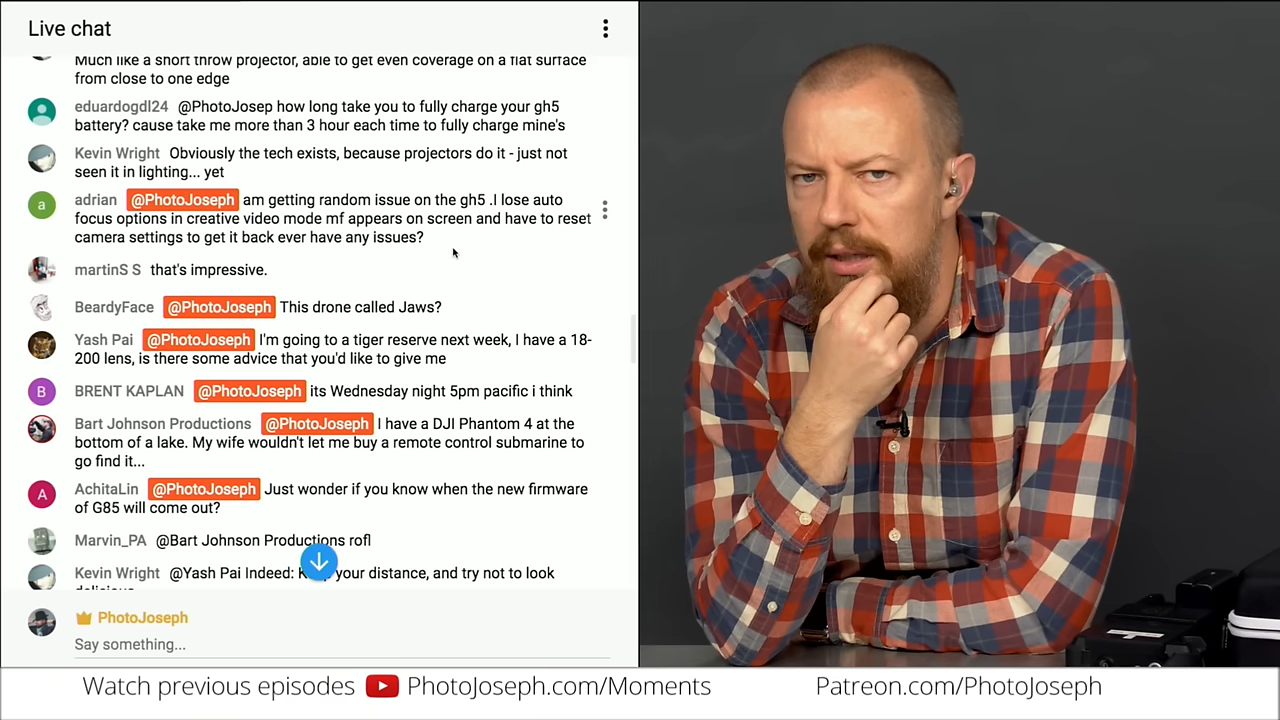 Live chat
Much like a short throw projector, able to get even coverage on a flat surface
from close to one edge
eduardogdl24 @PhotoJosep how long take you to fully charge your gh5
battery? cause take me more than 3 hour each time to fully charge mine's
Kevin Wright Obviously the tech exists, because projectors do it - just not
seen it in lighting... yet
a
adrian @PhotoJoseph am getting random issue on the gh5 .I lose auto
focus options in creative video mode mf appears on screen and have to reset
camera settings to get it back ever have any issues?
martinS S that's impressive.
BeardyFace @PhotoJoseph This drone called Jaws?
Yash Pai @PhotoJoseph I'm going to a tiger reserve next week, I have a 18-
200 lens, is there some advice that you'd like to give me
B
BRENT KAPLAN @PhotoJoseph its Wednesday night 5pm pacific i think
Bart Johnson Productions @PhotoJoseph I have a DJI Phantom 4 at the
bottom of a lake. My wife wouldn't let me buy a remote control submarine to
go find it...
A
AchitaLin @PhotoJoseph Just wonder if you know when the new firmware
of G85 will come out?
Marvin_PA @Bart Johnson Productions rofl
Kevin Wright @Yash Pai Indeed: your distance, and try not to look
PhotoJoseph
Say something...
Watch previous episodes PhotoJoseph.com/Moments
Patreon.com/PhotoJoseph